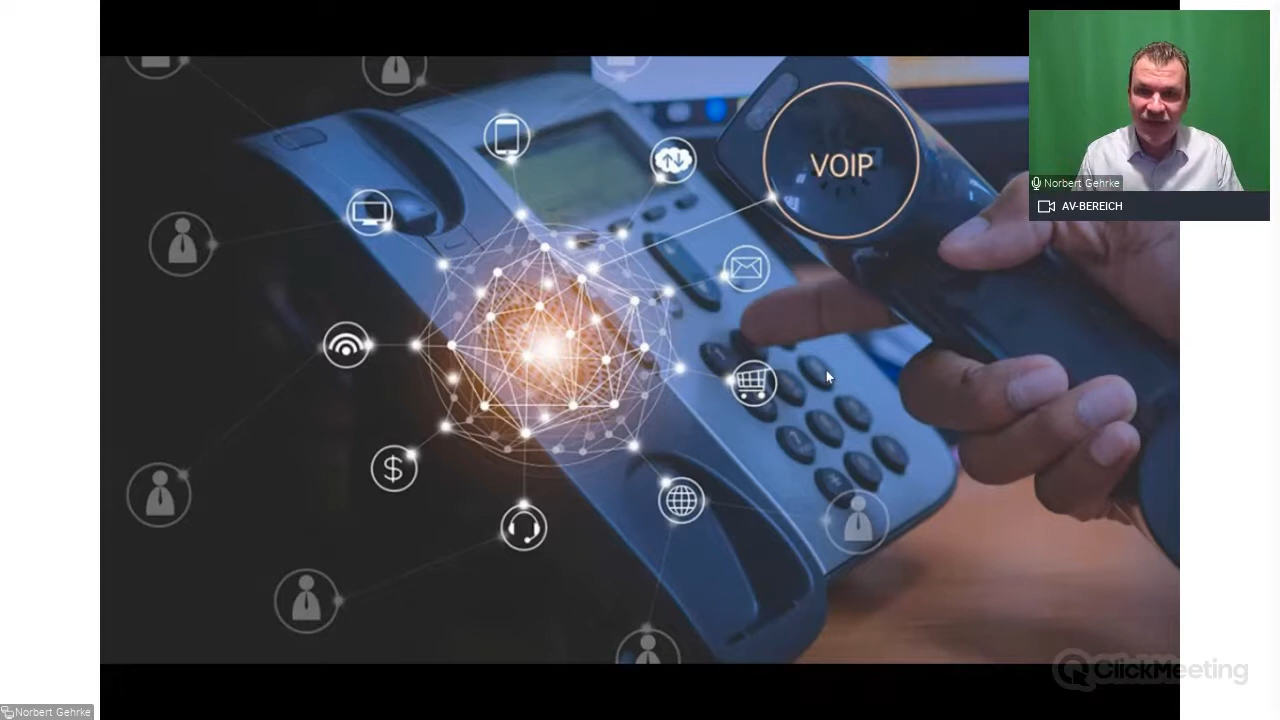 VOIP
Norbert Gehrke
AV-BEREICH
ClickMeeting
Norbert Gehrke